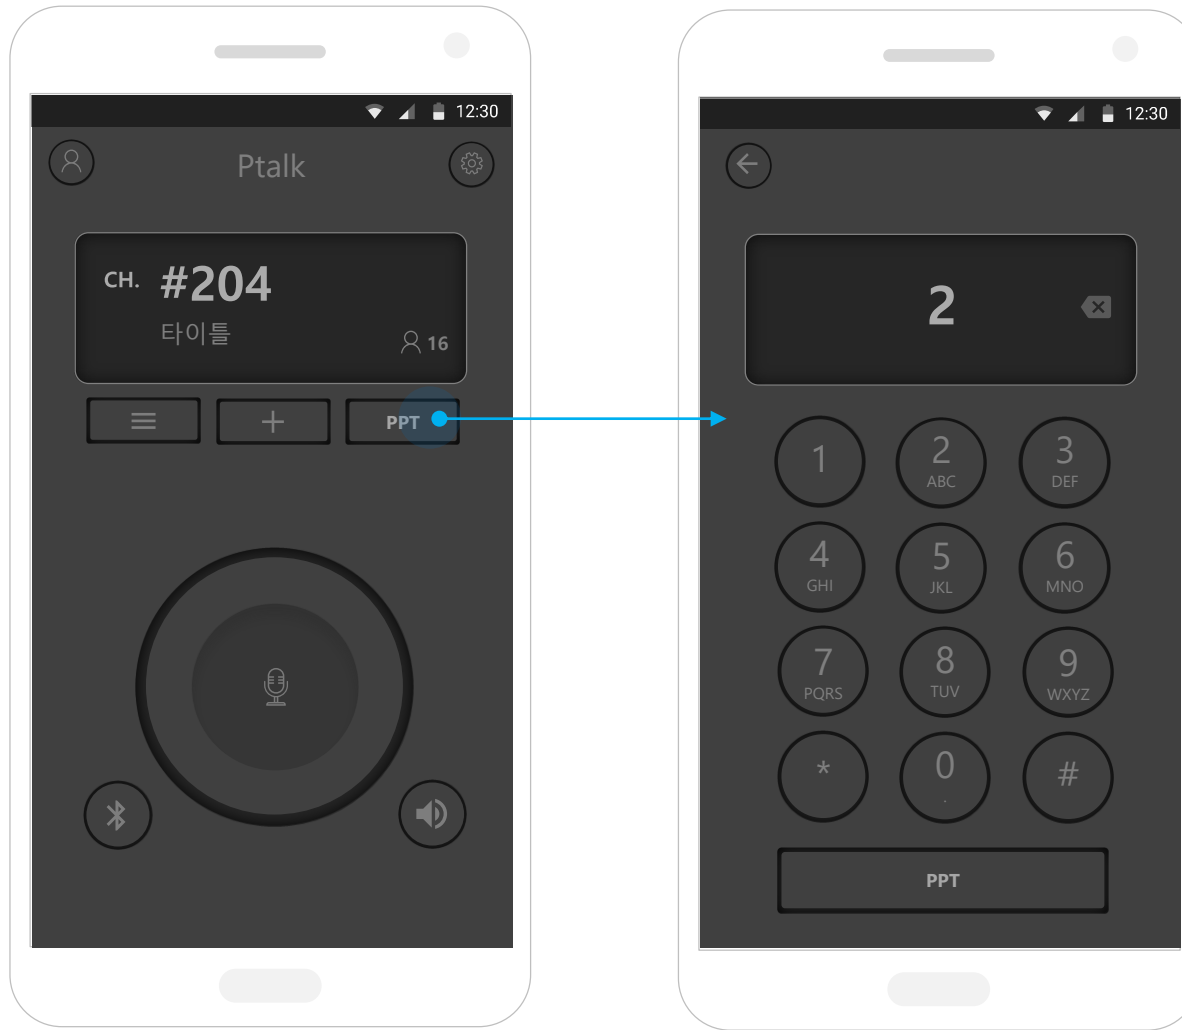 12:30
Ptalk
CH. #204
타이틀
16
PPT
12:30
2
1
2
ABC
3
DEF
4
GHI
5
JKL
6
MNO
7
PQRS
8
TUV
9
WXYZ
*
0
.
#
PPT